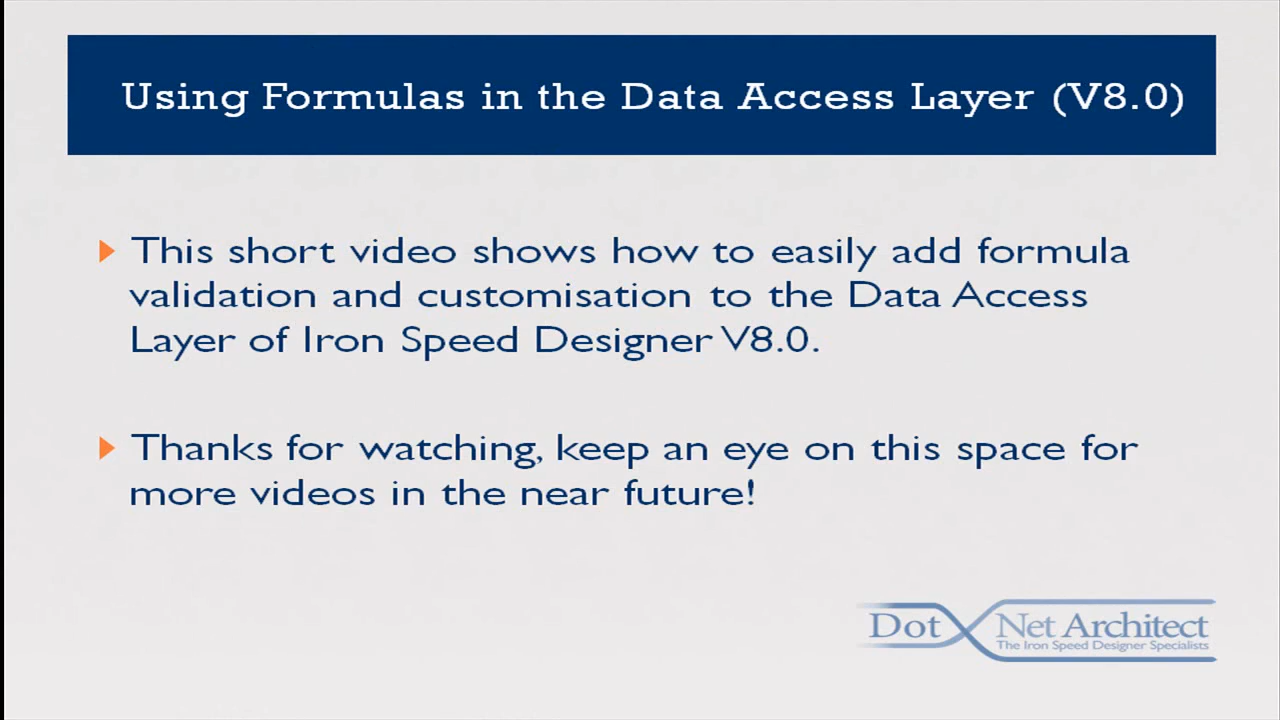 Using Formulas in the Data Access Layer (V8.0)
This short video shows how to easily add formula
validation and customisation to the Data Access
Layer of Iron Speed Designer V8.0.
Thanks for watching, keep an eye on this space for
more videos in the near future!
Dot Net Architect
The Iron Speed Designer Specialists